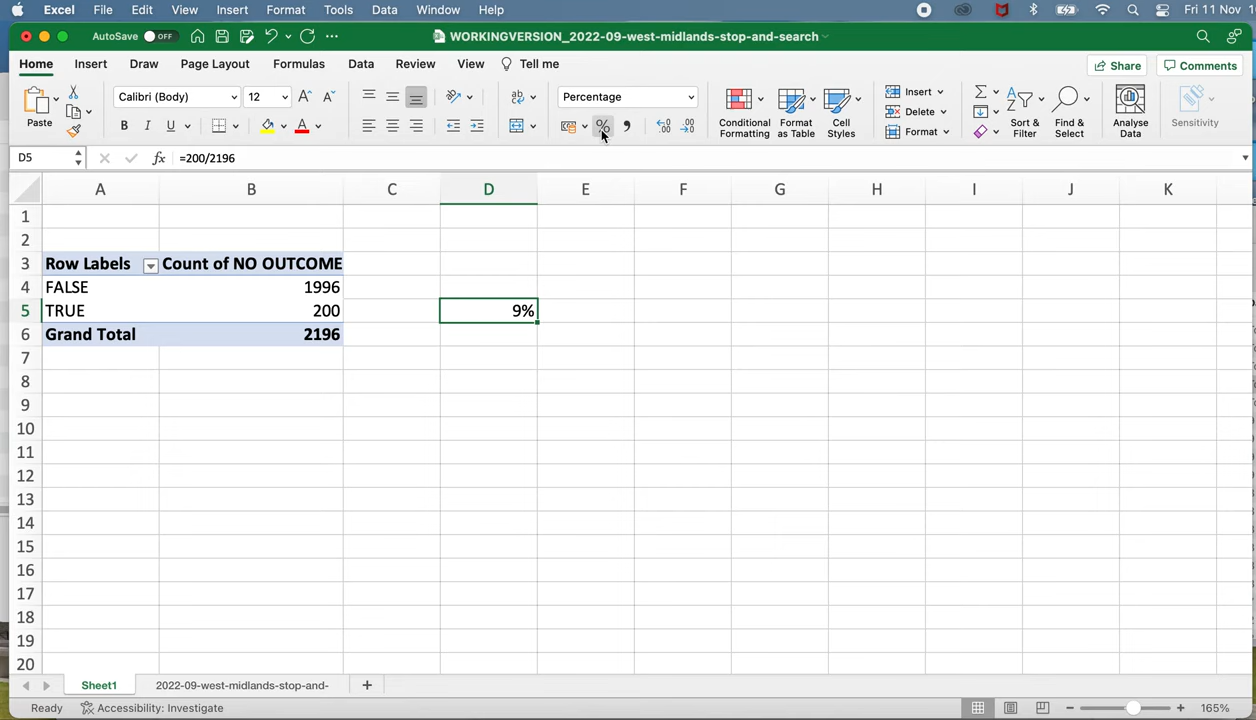 Excel File Edit View Insert Format Tools Data Window Help Fri 11 Nov
AutoSave OFF WORKINGVERSION_2022-09-west-midlands-stop-and-search
Home Insert Draw Page Layout Formulas Data Review View Tell me Share Comments
Paste Calibri (Body) 12 A A Percentage Conditional Formatting Format as Table Cell Styles Insert Delete Format Sort & Filter Find & Select Analyse Data Sensitivity
B I U A ab % .00
D5 fx =200/2196
A B C D E F G H I J K
1
2
3 Row Labels Count of NO OUTCOME
4 FALSE 1996
5 TRUE 200 9%
6 Grand Total 2196
7
8
9
10
11
12
13
14
15
16
17
18
19
20
Sheet1 2022-09-west-midlands-stop-and- +
Ready Accessibility: Investigate 165%